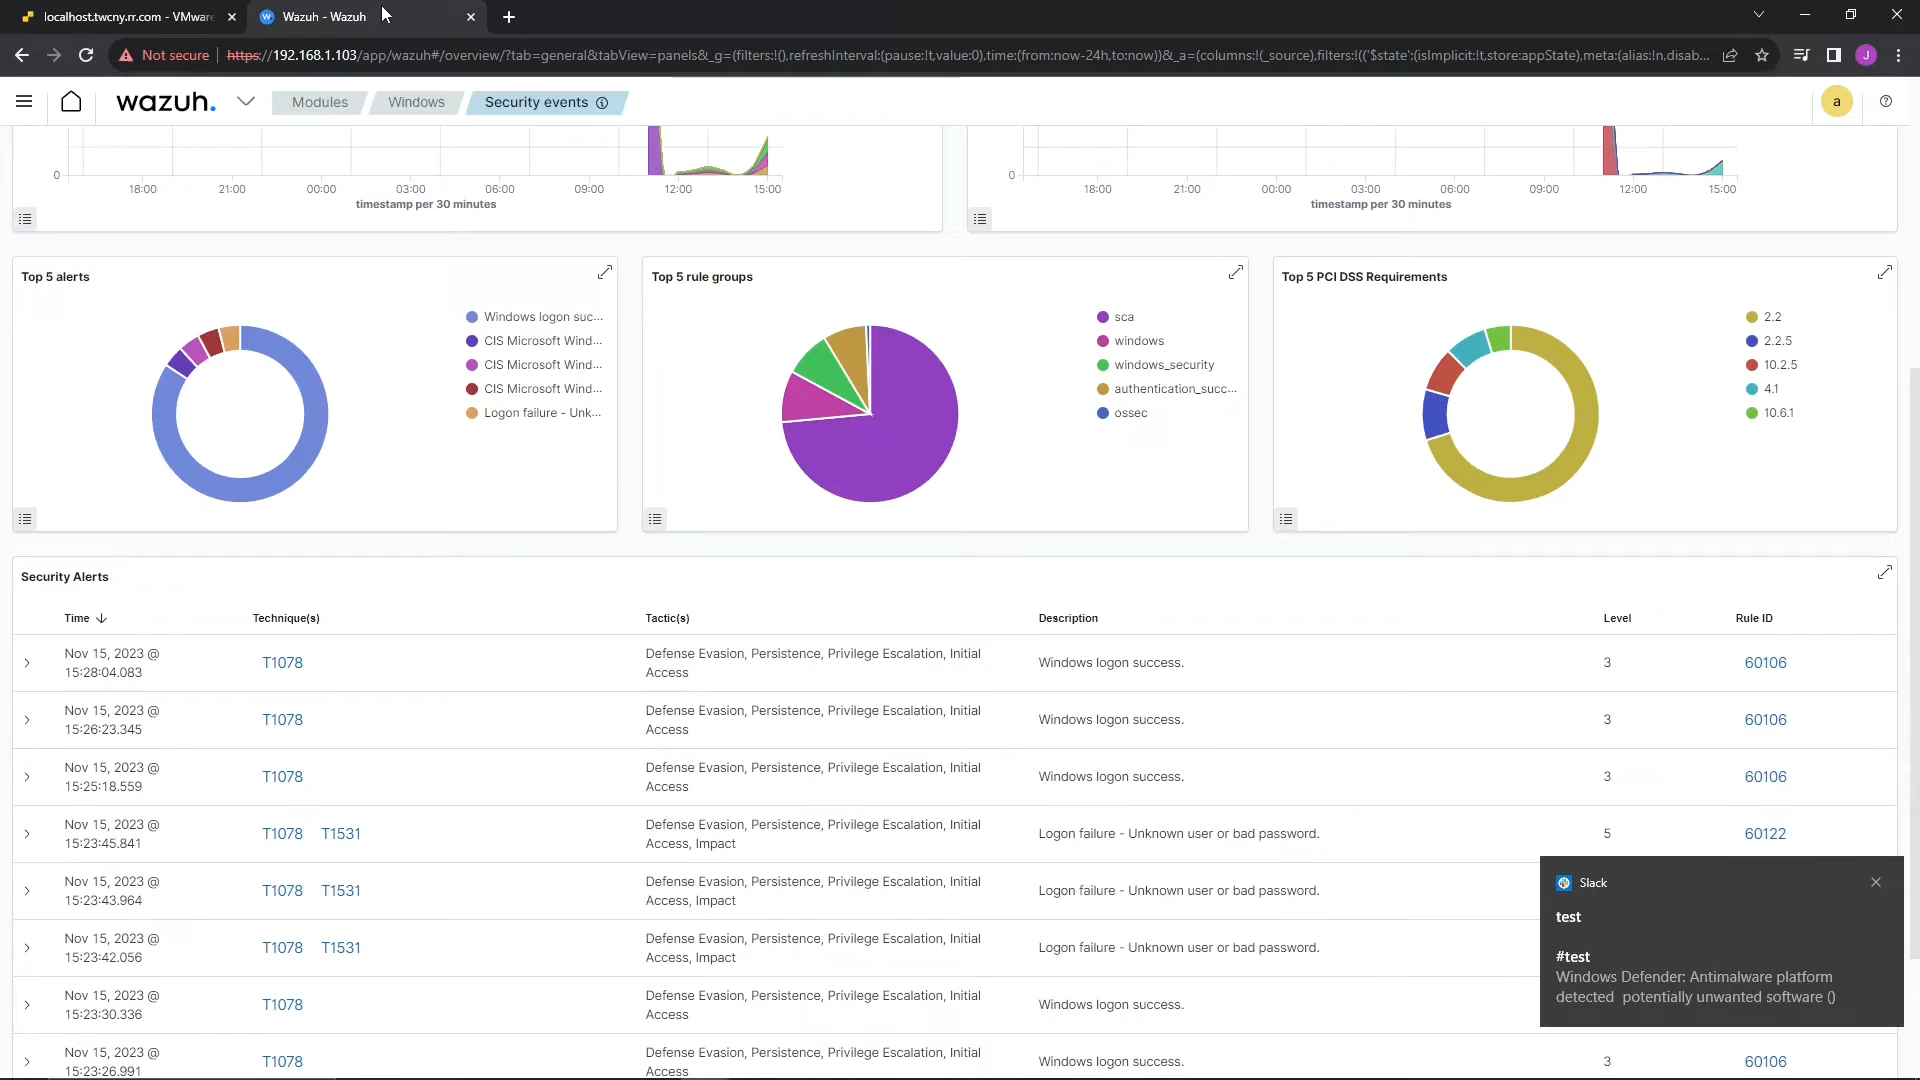 localhost.twcny.rr.com - VMware
Wazuh - Wazuh
Not secure
https://192.168.1.103/app/wazuh#/overview/?tab=general&tabView=panels&_g=(filters:!(),refreshInterval:(pause:!t,value:0),time:(from:now-24h,to:now))&_a=(columns:!(_source),filters:!(('$state':(isImplicit:!t,store:appState),meta:(alias:!n,disab...
J
wazuh.
Modules
Windows
Security events
a
0
18:00 21:00 00:00 03:00 06:00 09:00 12:00 15:00
timestamp per 30 minutes
0
18:00 21:00 00:00 03:00 06:00 09:00 12:00 15:00
timestamp per 30 minutes
Top 5 alerts
Windows logon suc...
CIS Microsoft Wind...
CIS Microsoft Wind...
CIS Microsoft Wind...
Logon failure - Unk...
Top 5 rule groups
sca
windows
windows_security
authentication_succ...
ossec
Top 5 PCI DSS Requirements
2.2
2.2.5
10.2.5
4.1
10.6.1
Security Alerts
Time Technique(s) Tactic(s) Description Level Rule ID
Nov 15, 2023 @
15:28:04.083
T1078
Defense Evasion, Persistence, Privilege Escalation, Initial
Access
Windows logon success.
3
60106
Nov 15, 2023 @
15:26:23.345
T1078
Defense Evasion, Persistence, Privilege Escalation, Initial
Access
Windows logon success.
3
60106
Nov 15, 2023 @
15:25:18.559
T1078
Defense Evasion, Persistence, Privilege Escalation, Initial
Access
Windows logon success.
3
60106
Nov 15, 2023 @
15:23:45.841
T1078 T1531
Defense Evasion, Persistence, Privilege Escalation, Initial
Access, Impact
Logon failure - Unknown user or bad password.
5
60122
Nov 15, 2023 @
15:23:43.964
T1078 T1531
Defense Evasion, Persistence, Privilege Escalation, Initial
Access, Impact
Logon failure - Unknown user or bad password.
Nov 15, 2023 @
15:23:42.056
T1078 T1531
Defense Evasion, Persistence, Privilege Escalation, Initial
Access, Impact
Logon failure - Unknown user or bad password.
Nov 15, 2023 @
15:23:30.336
T1078
Defense Evasion, Persistence, Privilege Escalation, Initial
Access
Windows logon success.
Nov 15, 2023 @
15:23:26.991
T1078
Defense Evasion, Persistence, Privilege Escalation, Initial
Access
Windows logon success.
3
60106
Slack
test
#test
Windows Defender: Antimalware platform
detected potentially unwanted software ()